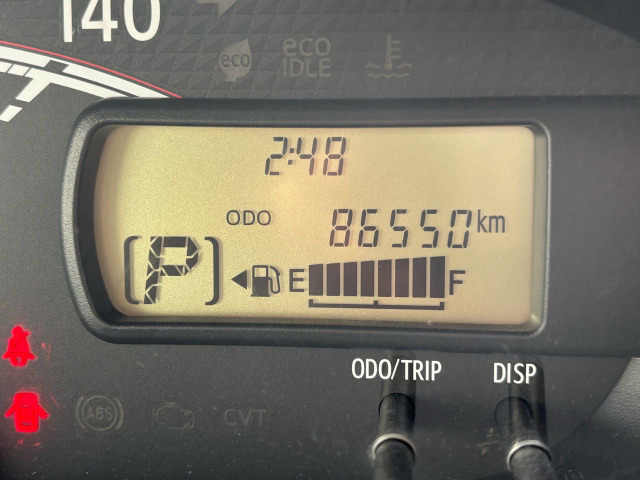 140
eco
eco
IDLE
2:48
ODO 86550 km
P E F
ODO/TRIP DISP
ABS CVT